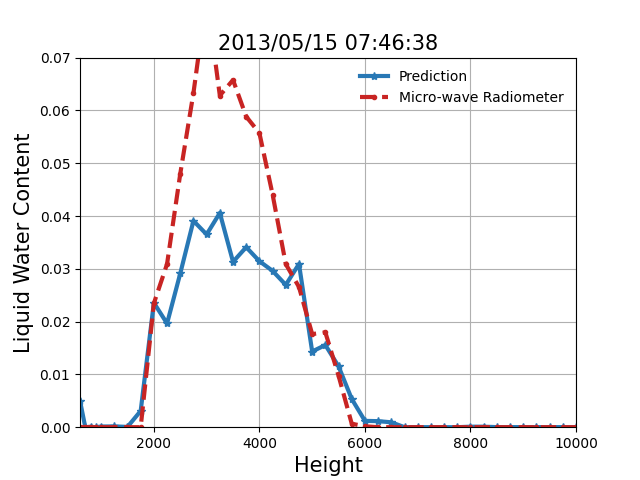 2013/05/15 07:46:38
0.07
0.06
0.05
0.04
0.03
0.02
0.01
0.00
Liquid Water Content
Prediction
Micro-wave Radiometer
2000 4000 6000 8000 10000
Height